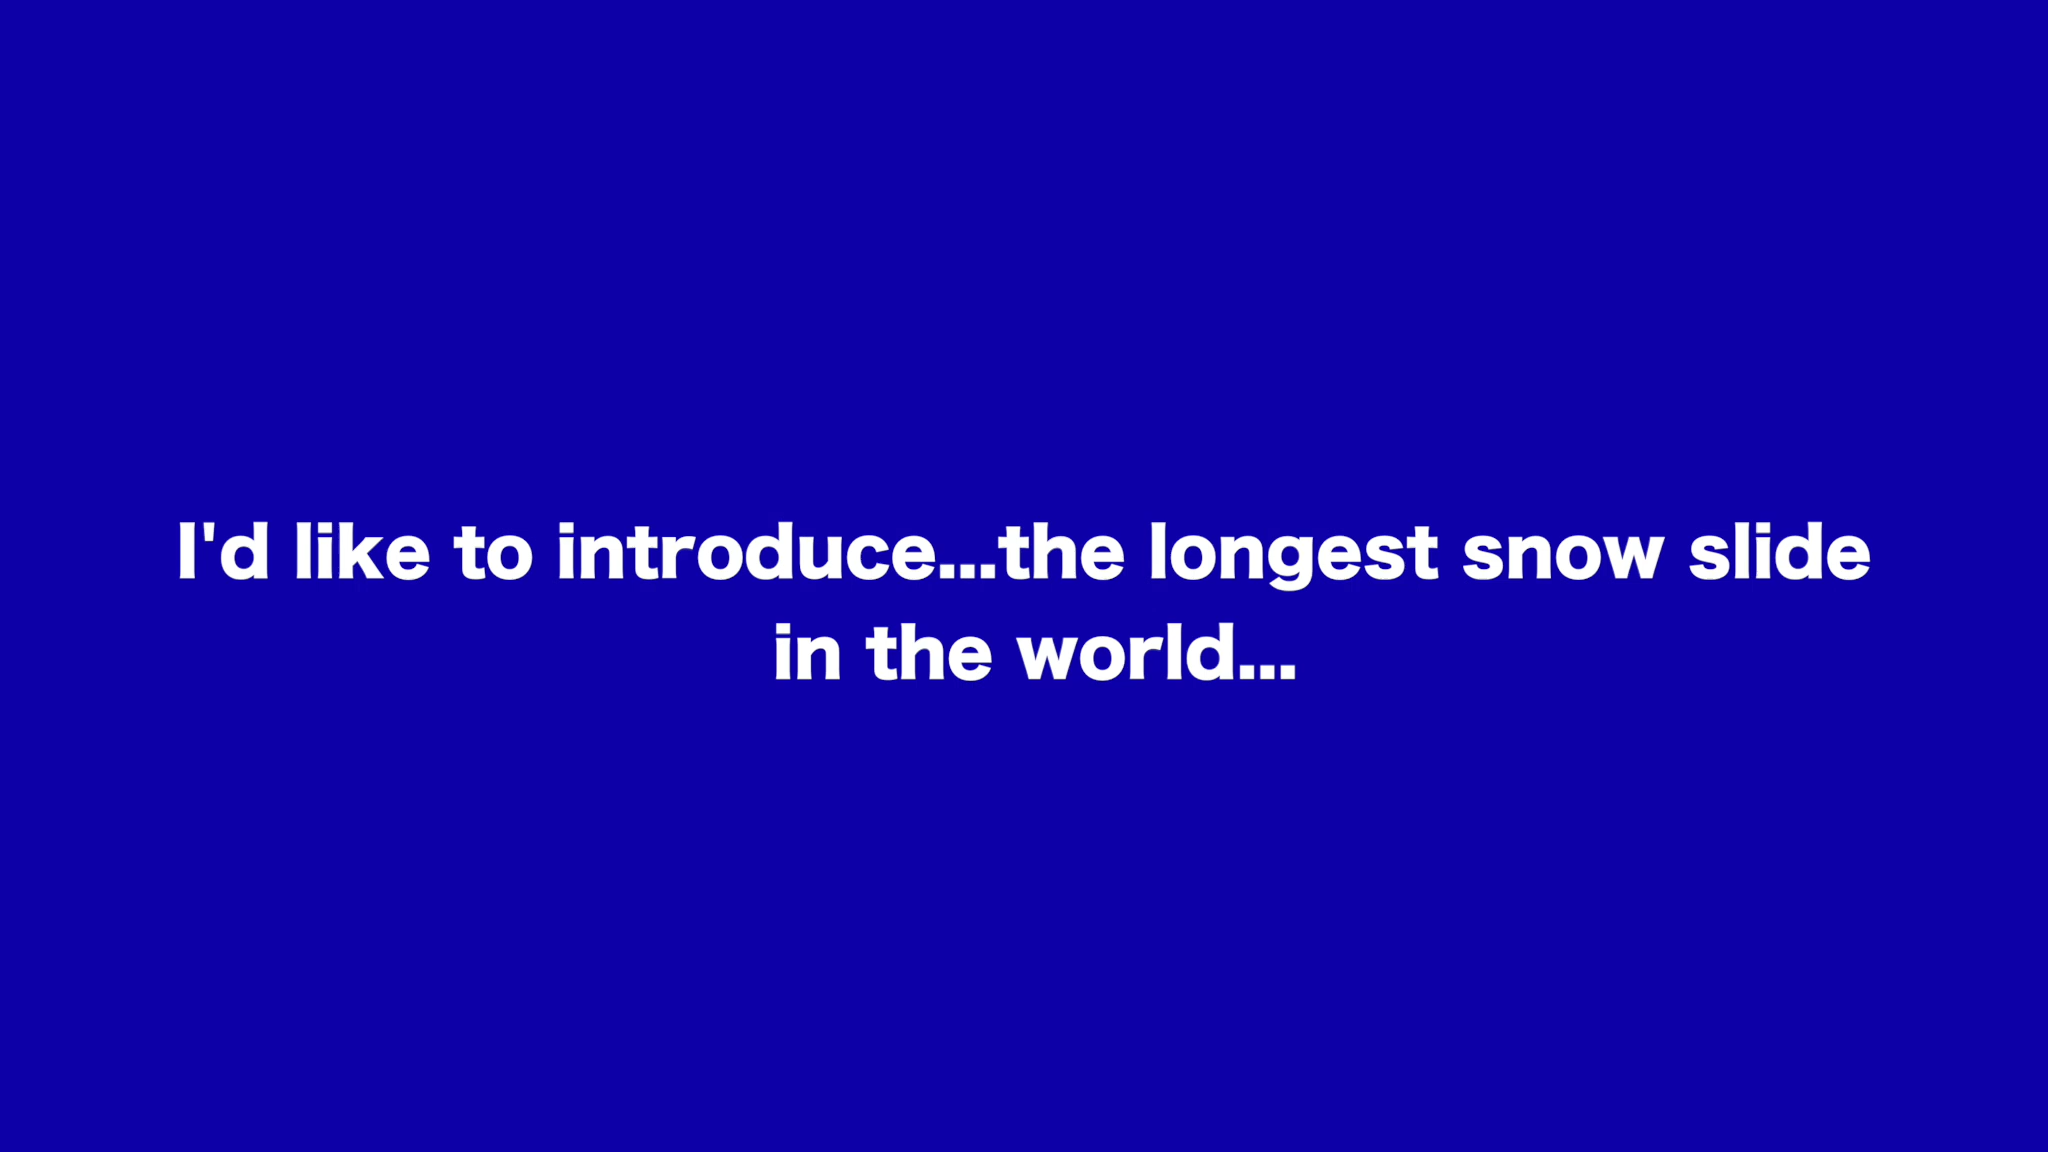 I'd like to introduce...the longest snow slide
in the world...